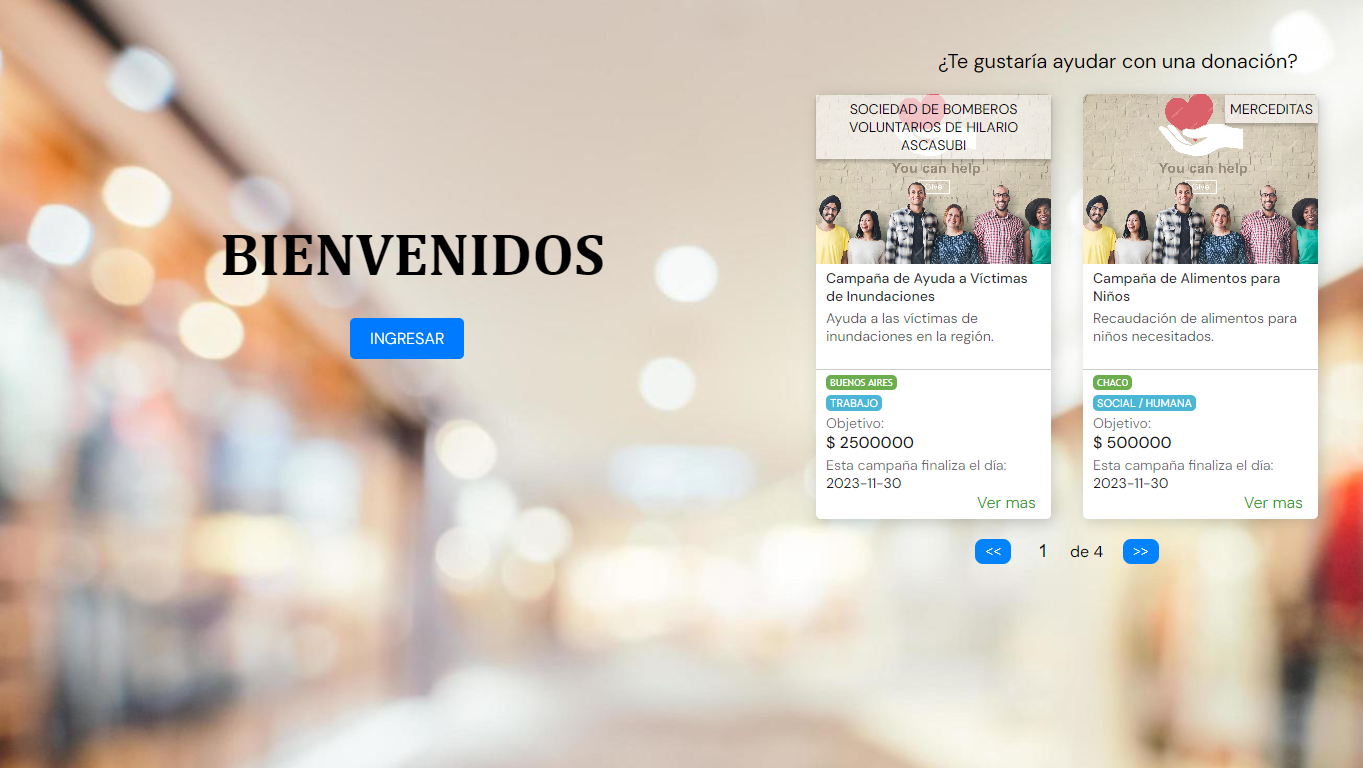 ¿Te gustaría ayudar con una donación?
BIENVENIDOS
INGRESAR
SOCIEDAD DE BOMBEROS
VOLUNTARIOS DE HILARIO
ASCASUBI
You can help
Give
Campaña de Ayuda a Víctimas
de Inundaciones
Ayuda a las víctimas de
inundaciones en la región.
BUENOS AIRES
TRABAJO
Objetivo:
$ 2500000
Esta campaña finaliza el día:
2023-11-30
Ver mas
MERCEDITAS
You can help
Give
Campaña de Alimentos para
Niños
Recaudación de alimentos para
niños necesitados.
CHACO
SOCIAL / HUMANA
Objetivo:
$ 500000
Esta campaña finaliza el día:
2023-11-30
Ver mas
<< 1 de 4 >>